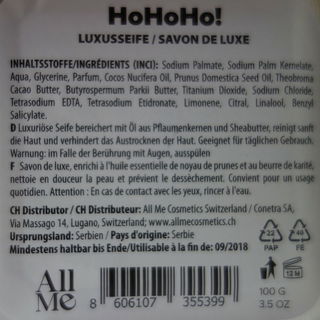 HoHoHo!
LUXUSSEIFE / SAVON DE LUXE
INHALTSSTOFFE/INGRÉDIENTS (INCI): Sodium Palmate, Sodium Palm Kernelate,
Aqua, Glycerine, Parfum, Cocos Nucifera Oil, Prunus Domestica Seed Oil, Theobroma
Cacao Butter, Butyrospermum Parkii Butter, Titanium Dioxide, Sodium Chloride,
Tetrasodium EDTA, Tetrasodium Etidronate, Limonene, Citral, Linalool, Benzyl
Salicylate.
D Luxuriöse Seife bereichert mit Öl aus Pflaumenkernen und Sheabutter, reinigt sanft
die Haut und verhindert das Austrocknen der Haut. Geeignet für täglichen Gebrauch.
Warnung: im Falle der Berührung mit Augen, ausspülen
F Savon de luxe, enrichi à l'huile essentielle de noyau de prunes et au beurre de karité,
nettoie en douceur la peau et prévient le dessèchement. Convient pour un usage
quotidien. Attention: En cas de contact avec les yeux, rincer à l'eau.
CH Distributor / CH Distributeur: All Me Cosmetics Switzerland / Conetra SA,
Via Massago 14, Lugano, Switzerland, www.allmecosmetics.ch
Ursprungsland: Serbien / Pays d'origine: Serbie
Mindestens haltbar bis Ende/Utilisable à la fin de: 09/2018
All
Me
8 606107 355399
22
PAP
40
PE
12 M
100 G
3.5 OZ